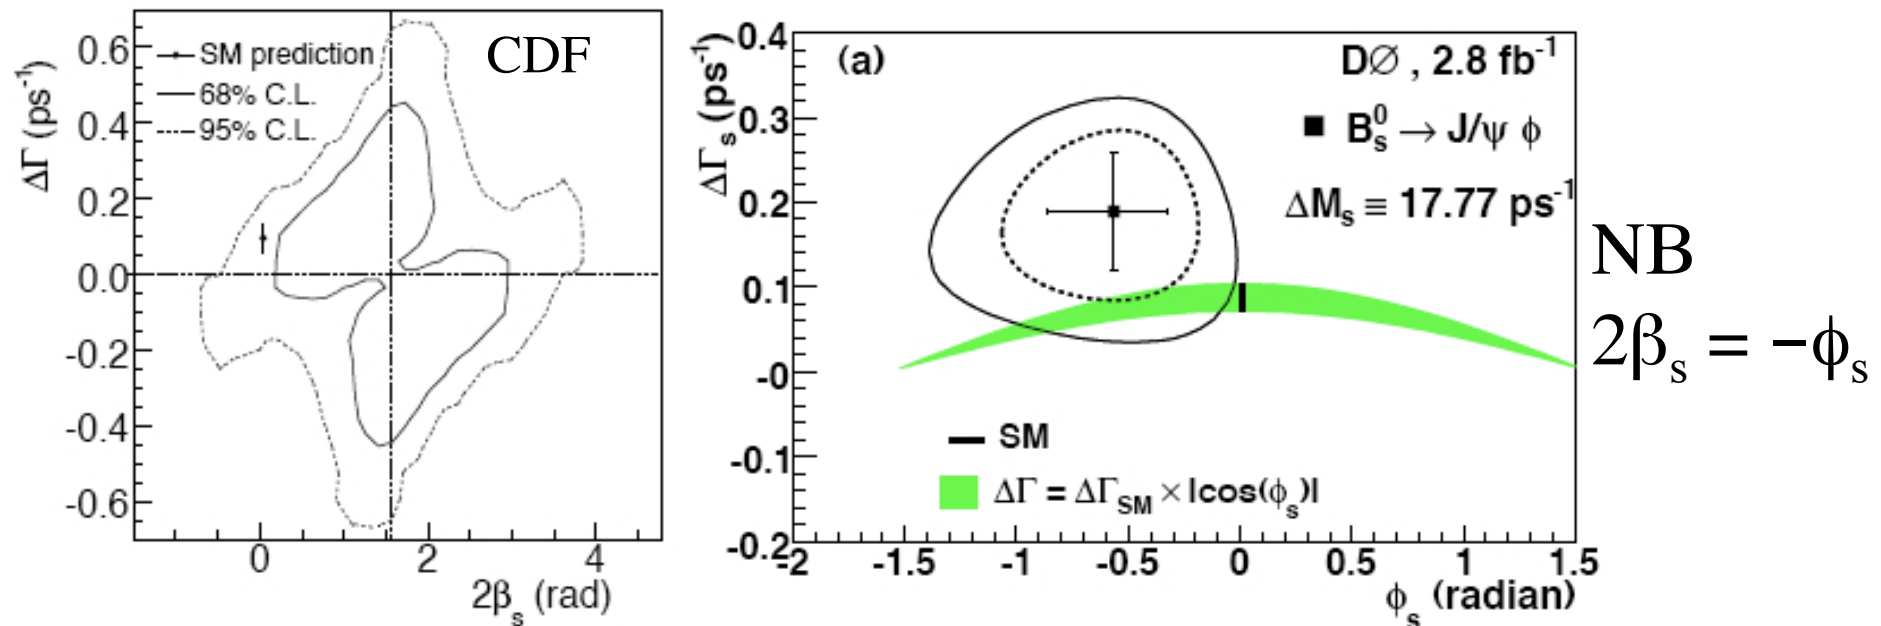 CDF
SM prediction
68% C.L.
95% C.L.
ΔΓ (ps⁻¹)
0.6
0.4
0.2
0.0
-0.2
-0.4
-0.6
0
2
4
2βₛ (rad)
(a)
DØ , 2.8 fb⁻¹
■ Bₛ⁰ → J/ψ ϕ
ΔMₛ ≡ 17.77 ps⁻¹
ΔΓₛ (ps⁻¹)
0.4
0.3
0.2
0.1
-0
-0.1
-0.2
SM
ΔΓ = ΔΓ_SM × |cos(ϕₛ)|
-2
-1.5
-1
-0.5
0
0.5
1
1.5
ϕₛ (radian)
NB
2βₛ = −ϕₛ